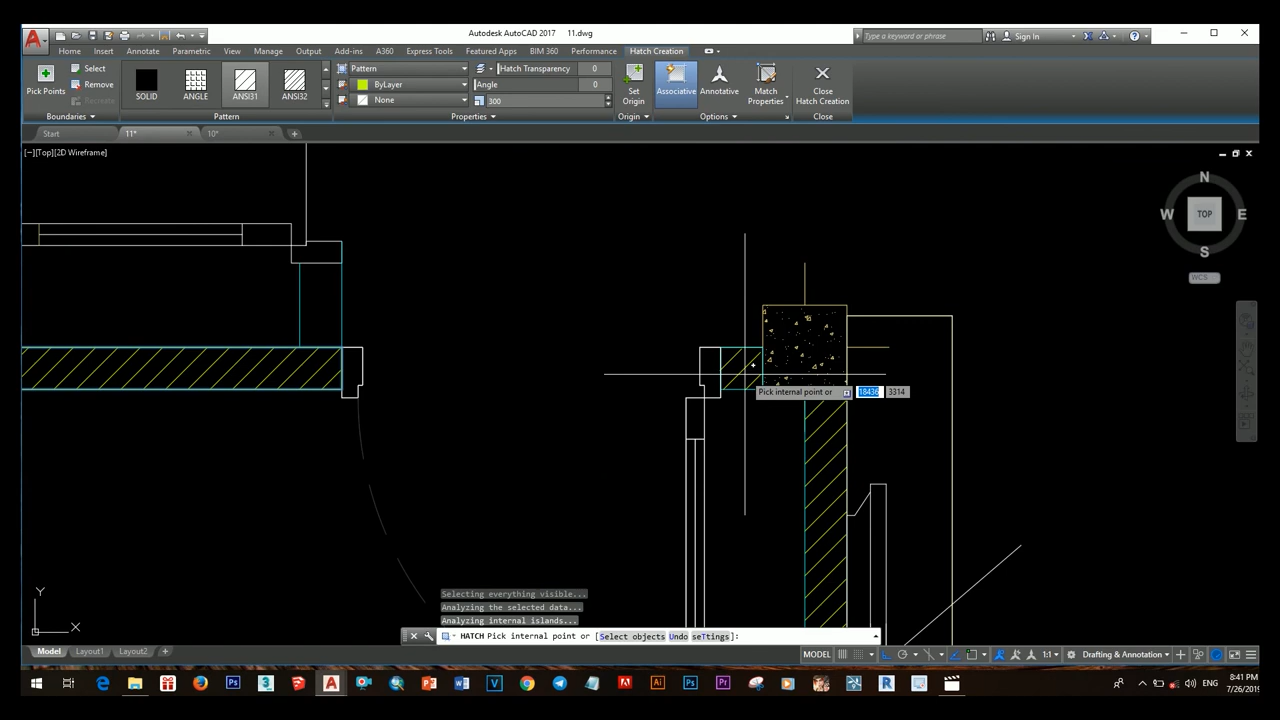 Autodesk AutoCAD 2017 11.dwg
Type a keyword or phrase
Sign In
Home Insert Annotate Parametric View Manage Output Add-ins A360 Express Tools Featured Apps BIM 360 Performance Hatch Creation
Pick Points
Select
Remove
Recreate
SOLID
ANGLE
ANSI31
ANSI32
Pattern
ByLayer
None
Hatch Transparency 0
Angle 0
300
Set
Origin
Associative
Annotative
Match
Properties
Close
Hatch Creation
Boundaries Pattern Properties Origin Options Close
Start 11* 10*
[−][Top][2D Wireframe]
N
W TOP E
S
WCS
Pick internal point or 18436 3314
Y
X
Selecting everything visible...
Analyzing the selected data...
Analyzing internal islands...
HATCH Pick internal point or [Select objects Undo seTtings]:
Model Layout1 Layout2
MODEL 1:1 Drafting & Annotation
ENG
8:41 PM
7/26/2019